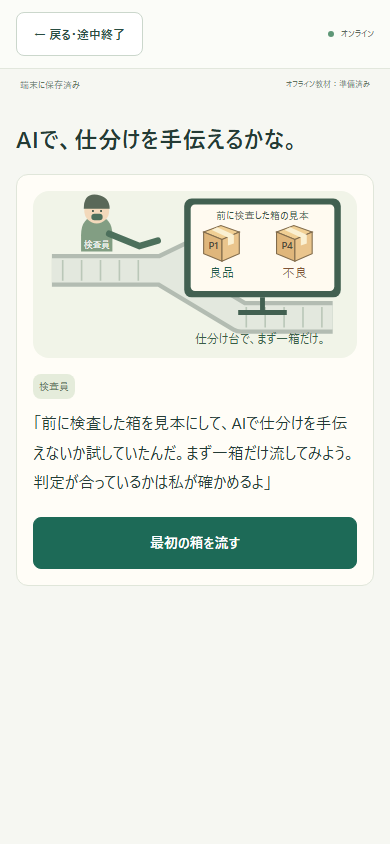 ← 戻る・途中終了
オンライン
端末に保存済み
オフライン教材：準備済み
AIで、仕分けを手伝えるかな。
検査員
前に検査した箱の見本
P1
P4
良品
不良
仕分け台で、まず一箱だけ。
検査員
「前に検査した箱を見本にして、AIで仕分けを手伝
えないか試していたんだ。まず一箱だけ流してみよう。
判定が合っているかは私が確かめるよ」
最初の箱を流す